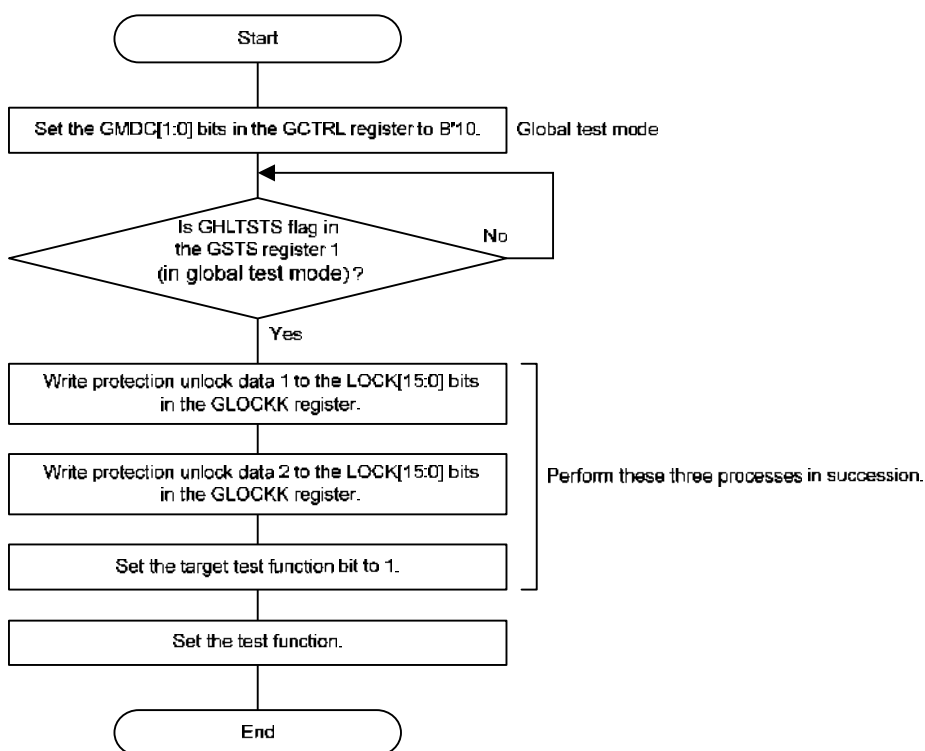 Start
Set the GMDC[1:0] bits in the GCTRL register to B'10.
Global test mode
Is GHLTSTS flag in
the GSTS register 1
(in global test mode)?
No
Yes
Write protection unlock data 1 to the LOCK[15:0] bits
in the GLOCKK register.
Write protection unlock data 2 to the LOCK[15:0] bits
in the GLOCKK register.
Perform these three processes in succession.
Set the target test function bit to 1.
Set the test function.
End